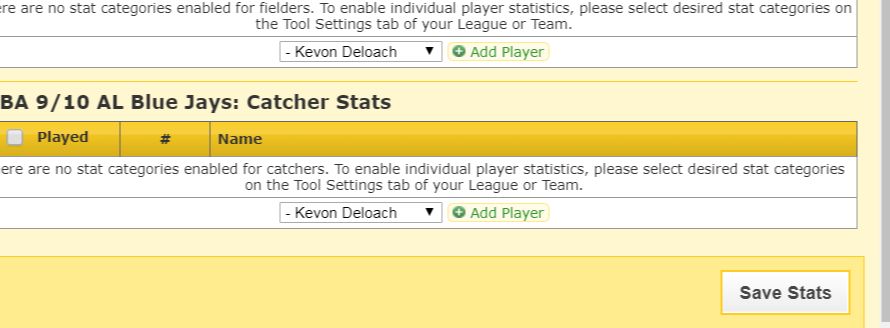 are no stat categories enabled for fielders. To enable individual player statistics, please select desired stat categories on
the Tool Settings tab of your League or Team.
- Kevon Deloach Add Player
BA 9/10 AL Blue Jays: Catcher Stats
Played # Name
are no stat categories enabled for catchers. To enable individual player statistics, please select desired stat categories
on the Tool Settings tab of your League or Team.
- Kevon Deloach Add Player
Save Stats